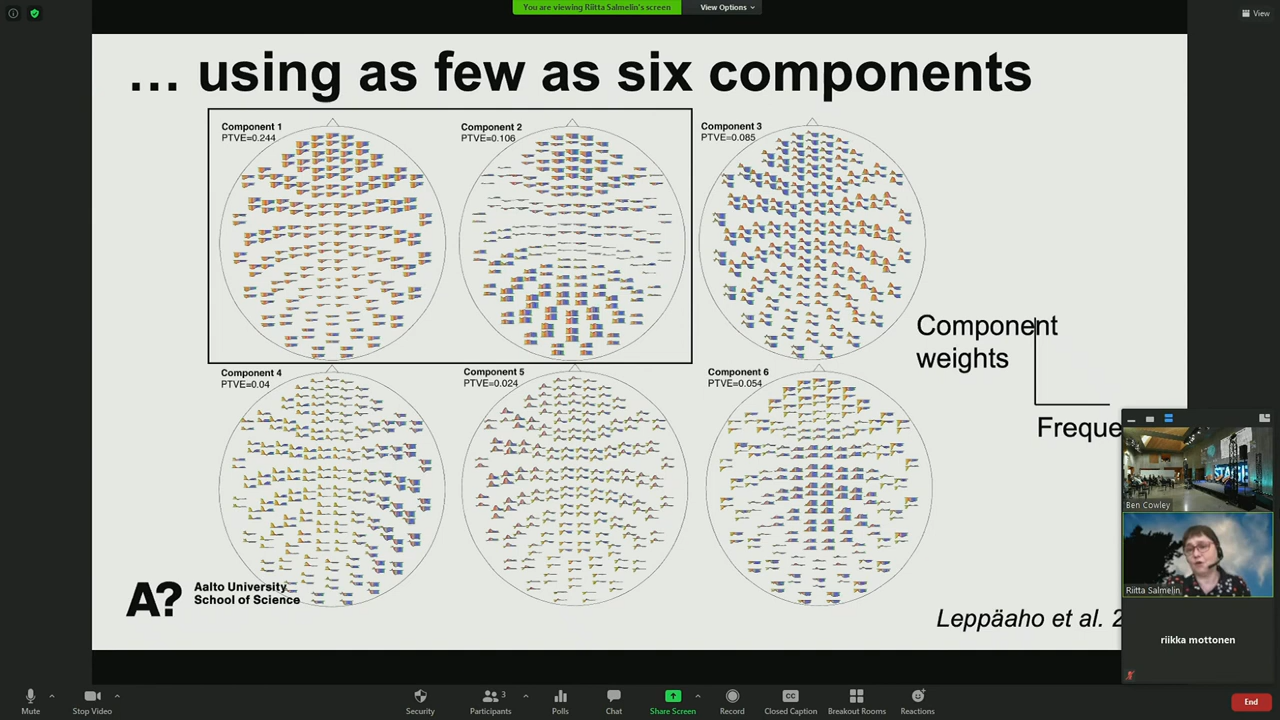 You are viewing Riitta Salmelin's screen
View Options
View
… using as few as six components
Component 1
PTVE=0.244
Component 2
PTVE=0.106
Component 3
PTVE=0.085
Component weights
Component 4
PTVE=0.04
Component 5
PTVE=0.024
Component 6
PTVE=0.054
Freque
STAGE
Ben Cowley
Riitta Salmelin
A?
Aalto University
School of Science
Leppäaho et al. 2
riikka mottonen
Mute
Stop Video
Security
Participants
3
Polls
Chat
Share Screen
Record
CC
Closed Caption
Breakout Rooms
Reactions
End